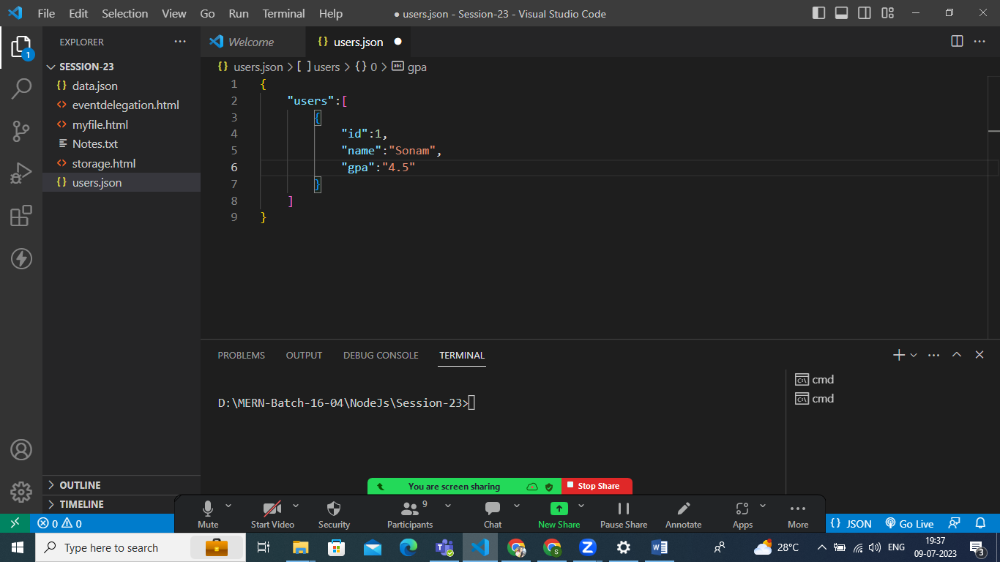 File Edit Selection View Go Run Terminal Help ● users.json - Session-23 - Visual Studio Code
EXPLORER
SESSION-23
data.json
eventdelegation.html
myfile.html
Notes.txt
storage.html
users.json
OUTLINE
TIMELINE
1
Welcome {} users.json ●
{} users.json > [ ] users > {} 0 > abc gpa
1 {
2 "users":[
3 {
4 "id":1,
5 "name":"Sonam",
6 "gpa":"4.5"
7 }
8 ]
9 }
PROBLEMS OUTPUT DEBUG CONSOLE TERMINAL
D:\MERN-Batch-16-04\NodeJs\Session-23>
cmd
cmd
You are screen sharing Stop Share
Mute Start Video Security Participants 9 Chat New Share Pause Share Annotate Apps More
0 0 {} JSON Go Live
Type here to search 28°C ENG 19:37
09-07-2023 3